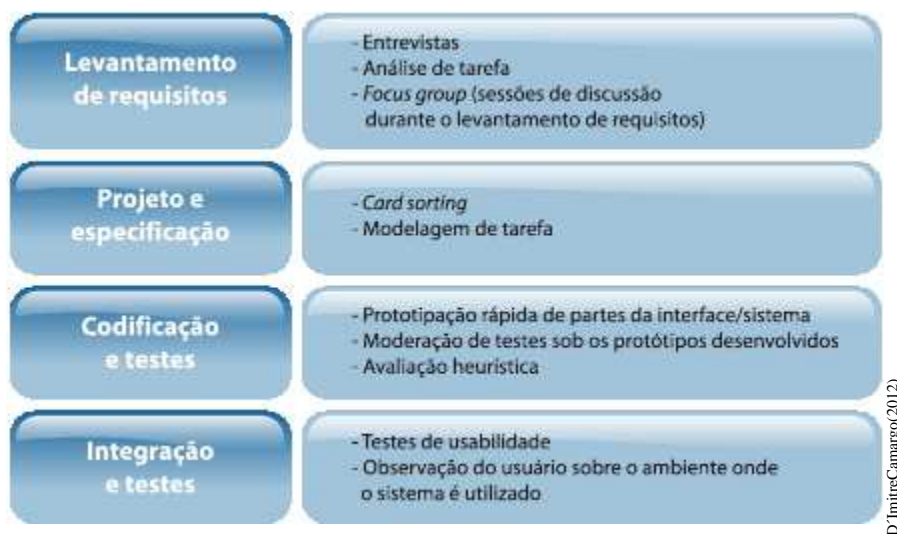 Levantamento
de requisitos
- Entrevistas
- Análise de tarefa
- Focus group (sessões de discussão
durante o levantamento de requisitos)
Projeto e
especificação
- Card sorting
- Modelagem de tarefa
Codificação
e testes
- Prototipação rápida de partes da interface/sistema
- Moderação de testes sob os protótipos desenvolvidos
- Avaliação heurística
Integração
e testes
- Testes de usabilidade
- Observação do usuário sobre o ambiente onde
o sistema é utilizado
D´ImitreCamargo(2012)